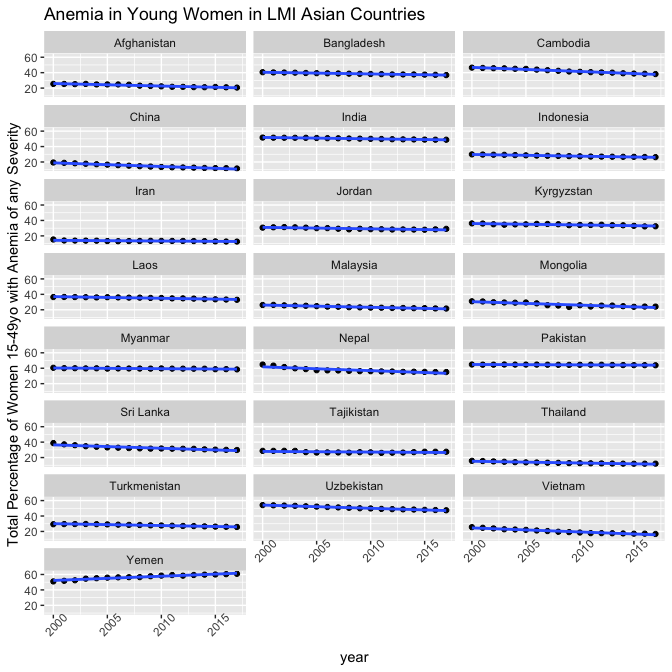 Anemia in Young Women in LMI Asian Countries
Total Percentage of Women 15-49yo with Anemia of any Severity
Afghanistan
Bangladesh
Cambodia
60
40
20
China
India
Indonesia
60
40
20
Iran
Jordan
Kyrgyzstan
60
40
20
Laos
Malaysia
Mongolia
60
40
20
Myanmar
Nepal
Pakistan
60
40
20
Sri Lanka
Tajikistan
Thailand
60
40
20
Turkmenistan
Uzbekistan
Vietnam
60
40
20
2000
2005
2010
2015
2000
2005
2010
2015
Yemen
60
40
20
2000
2005
2010
2015
year